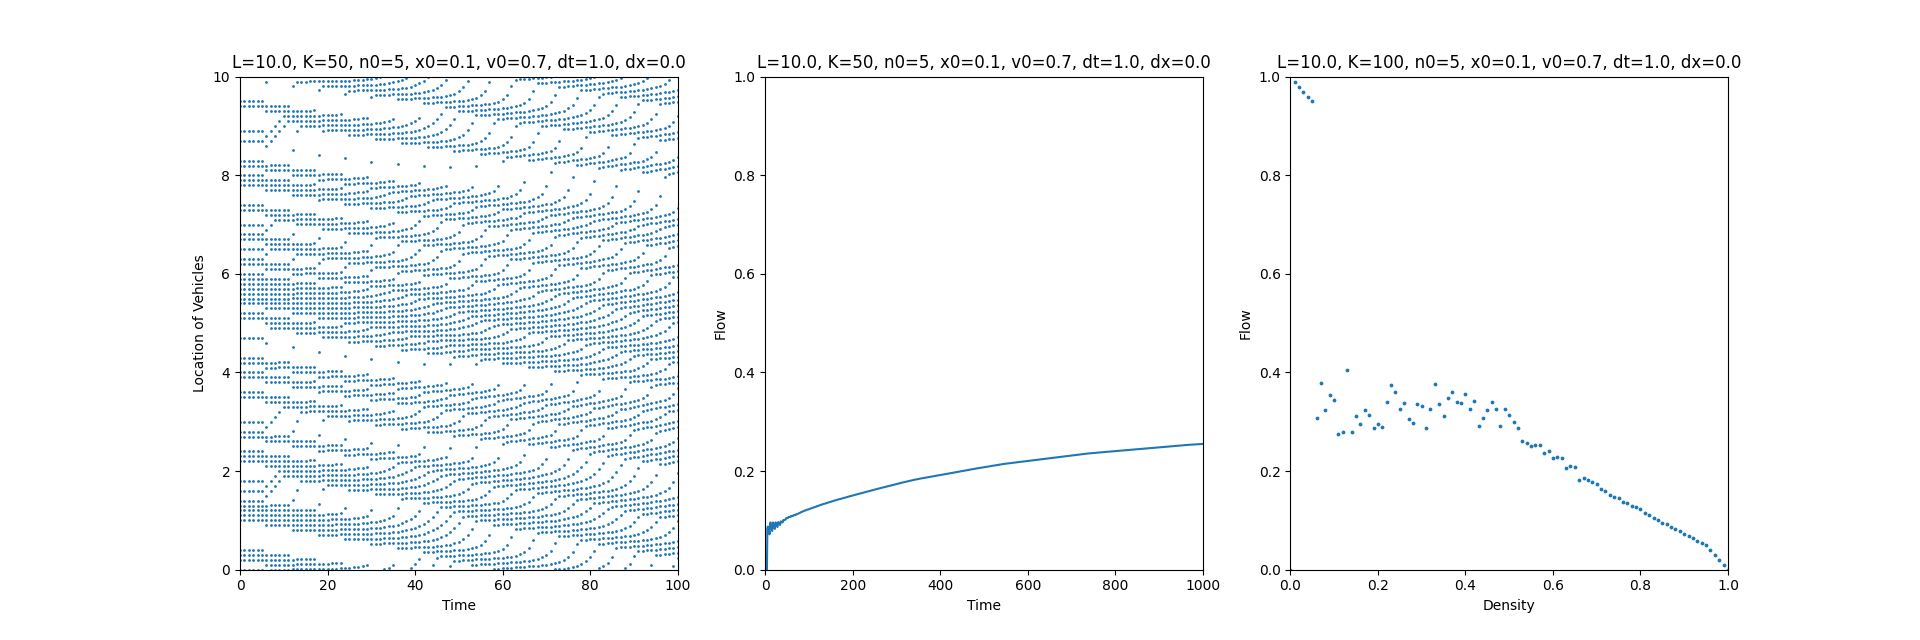 L=10.0, K=50, n0=5, x0=0.1, v0=0.7, dt=1.0, dx=0.0
10
8
6
4
2
0
0 20 40 60 80 100
Time
Location of Vehicles
L=10.0, K=50, n0=5, x0=0.1, v0=0.7, dt=1.0, dx=0.0
1.0
0.8
0.6
0.4
0.2
0.0
0 200 400 600 800 1000
Time
Flow
L=10.0, K=100, n0=5, x0=0.1, v0=0.7, dt=1.0, dx=0.0
1.0
0.8
0.6
0.4
0.2
0.0
0.0 0.2 0.4 0.6 0.8 1.0
Density
Flow